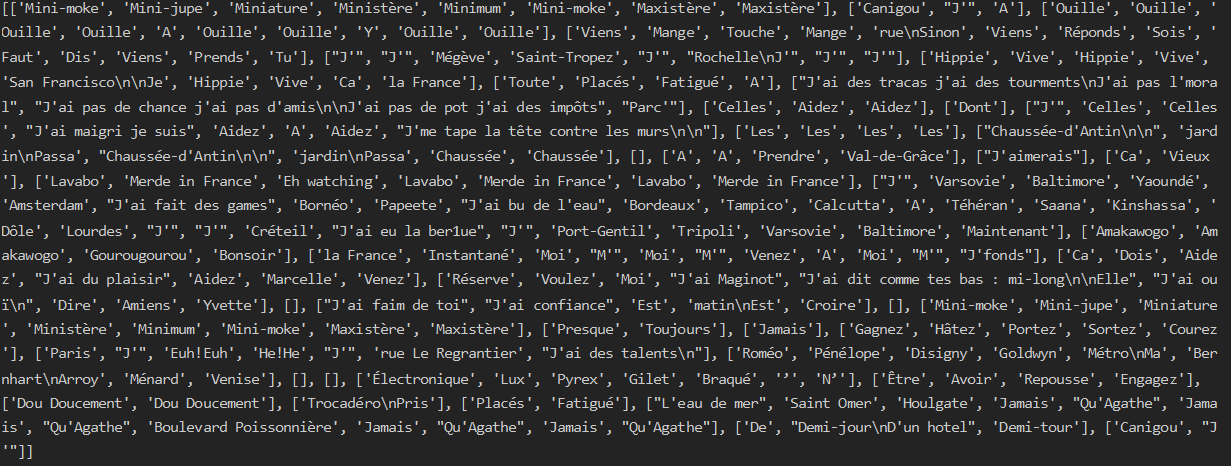 [['Mini-moke', 'Mini-jupe', 'Miniature', 'Ministère', 'Minimum', 'Mini-moke', 'Maxistère', 'Maxistère'], ['Canigou', "J'", 'A'], ['Ouille', 'Ouille', '
Ouille', 'Ouille', 'A', 'Ouille', 'Ouille', 'Y', 'Ouille', 'Ouille'], ['Viens', 'Mange', 'Touche', 'Mange', 'rue\nSinon', 'Viens', 'Réponds', 'Sois', '
Faut', 'Dis', 'Viens', 'Prends', 'Tu'], ["J'", "J'", 'Mégève', 'Saint-Tropez', "J'", "Rochelle\nJ'", "J'", "J'"], ['Hippie', 'Vive', 'Hippie', 'Vive',
'San Francisco\n\nJe', 'Hippie', 'Vive', 'Ca', 'la France'], ['Toute', 'Placés', 'Fatigué', 'A'], ["J'ai des tracas j'ai des tourments\nJ'ai pas l'mora
l", "J'ai pas de chance j'ai pas d'amis\n\nJ'ai pas de pot j'ai des impôts", "Parc'"], ['Celles', 'Aidez', 'Aidez'], ['Dont'], ["J'", 'Celles', 'Celles
', "J'ai maigri je suis", 'Aidez', 'A', 'Aidez', "J'me tape la tête contre les murs\n\n"], ['Les', 'Les', 'Les', 'Les'], ["Chaussée-d'Antin\n\n", 'jard
in\nPassa', "Chaussée-d'Antin\n\n", 'jardin\nPassa', 'Chaussée', 'Chaussée'], [], ['A', 'A', 'Prendre', 'Val-de-Grâce'], ["J'aimerais"], ['Ca', 'Vieux
'], ['Lavabo', 'Merde in France', 'Eh watching', 'Lavabo', 'Merde in France', 'Lavabo', 'Merde in France'], ["J'", 'Varsovie', 'Baltimore', 'Yaoundé',
'Amsterdam', "J'ai fait des games", 'Bornéo', 'Papeete', "J'ai bu de l'eau", 'Bordeaux', 'Tampico', 'Calcutta', 'A', 'Téhéran', 'Saana', 'Kinshassa', '
Dôle', 'Lourdes', "J'", "J'", 'Créteil', "J'ai eu la ber1ue", "J'", 'Port-Gentil', 'Tripoli', 'Varsovie', 'Baltimore', 'Maintenant'], ['Amakawogo', 'Am
akawogo', 'Gourougourou', 'Bonsoir'], ['la France', 'Instantané', 'Moi', "M'", 'Moi', "M'", 'Venez', 'A', 'Moi', "M'", "J'fonds"], ['Ca', 'Dois', 'Aide
z', "J'ai du plaisir", 'Aidez', 'Marcelle', 'Venez'], ['Réserve', 'Voulez', 'Moi', "J'ai Maginot", "J'ai dit comme tes bas : mi-long\n\nElle", "J'ai ou
ï\n", 'Dire', 'Amiens', 'Yvette'], [], ["J'ai faim de toi", "J'ai confiance", 'Est', 'matin\nEst', 'Croire'], [], ['Mini-moke', 'Mini-jupe', 'Miniature
', 'Ministère', 'Minimum', 'Mini-moke', 'Maxistère', 'Maxistère'], ['Presque', 'Toujours'], ['Jamais'], ['Gagnez', 'Hâtez', 'Portez', 'Sortez', 'Courez
'], ['Paris', "J'", 'Euh!Euh', 'He!He', "J'", 'rue Le Regrantier', "J'ai des talents\n"], ['Roméo', 'Pénélope', 'Disigny', 'Goldwyn', 'Métro\nMa', 'Ber
nhart\nArroy', 'Ménard', 'Venise'], [], [], ['Électronique', 'Lux', 'Pyrex', 'Gilet', 'Braqué', '’', 'N’'], ['Être', 'Avoir', 'Repousse', 'Engagez'],
['Dou Doucement', 'Dou Doucement'], ['Trocadéro\nPris'], ['Placés', 'Fatigué'], ["L'eau de mer", 'Saint Omer', 'Houlgate', 'Jamais', "Qu'Agathe", 'Jama
is', "Qu'Agathe", 'Boulevard Poissonnière', 'Jamais', "Qu'Agathe", 'Jamais', "Qu'Agathe"], ['De', "Demi-jour\nD'un hotel", 'Demi-tour'], ['Canigou', "J
'"]]